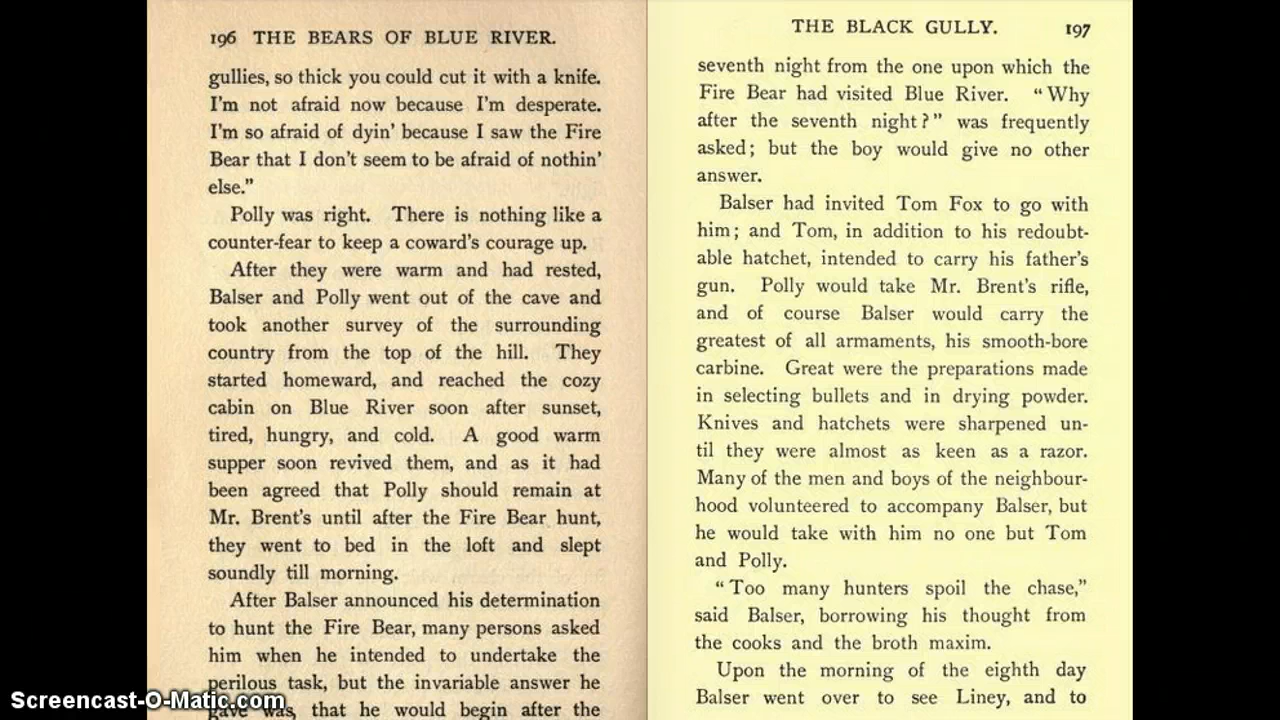 196 THE BEARS OF BLUE RIVER.
gullies, so thick you could cut it with a knife.
I'm not afraid now because I'm desperate.
I'm so afraid of dyin' because I saw the Fire
Bear that I don't seem to be afraid of nothin'
else."
Polly was right. There is nothing like a
counter-fear to keep a coward's courage up.
After they were warm and had rested,
Balser and Polly went out of the cave and
took another survey of the surrounding
country from the top of the hill. They
started homeward, and reached the cozy
cabin on Blue River soon after sunset,
tired, hungry, and cold. A good warm
supper soon revived them, and as it had
been agreed that Polly should remain at
Mr. Brent's until after the Fire Bear hunt,
they went to bed in the loft and slept
soundly till morning.
After Balser announced his determination
to hunt the Fire Bear, many persons asked
him when he intended to undertake the
perilous task, but the invariable answer he
gave was, that he would begin after the
THE BLACK GULLY. 197
seventh night from the one upon which the
Fire Bear had visited Blue River. "Why
after the seventh night?" was frequently
asked; but the boy would give no other
answer.
Balser had invited Tom Fox to go with
him; and Tom, in addition to his redoubt-
able hatchet, intended to carry his father's
gun. Polly would take Mr. Brent's rifle,
and of course Balser would carry the
greatest of all armaments, his smooth-bore
carbine. Great were the preparations made
in selecting bullets and in drying powder.
Knives and hatchets were sharpened un-
til they were almost as keen as a razor.
Many of the men and boys of the neighbour-
hood volunteered to accompany Balser, but
he would take with him no one but Tom
and Polly.
"Too many hunters spoil the chase,"
said Balser, borrowing his thought from
the cooks and the broth maxim.
Upon the morning of the eighth day
Balser went over to see Liney, and to
Screencast-O-Matic.com